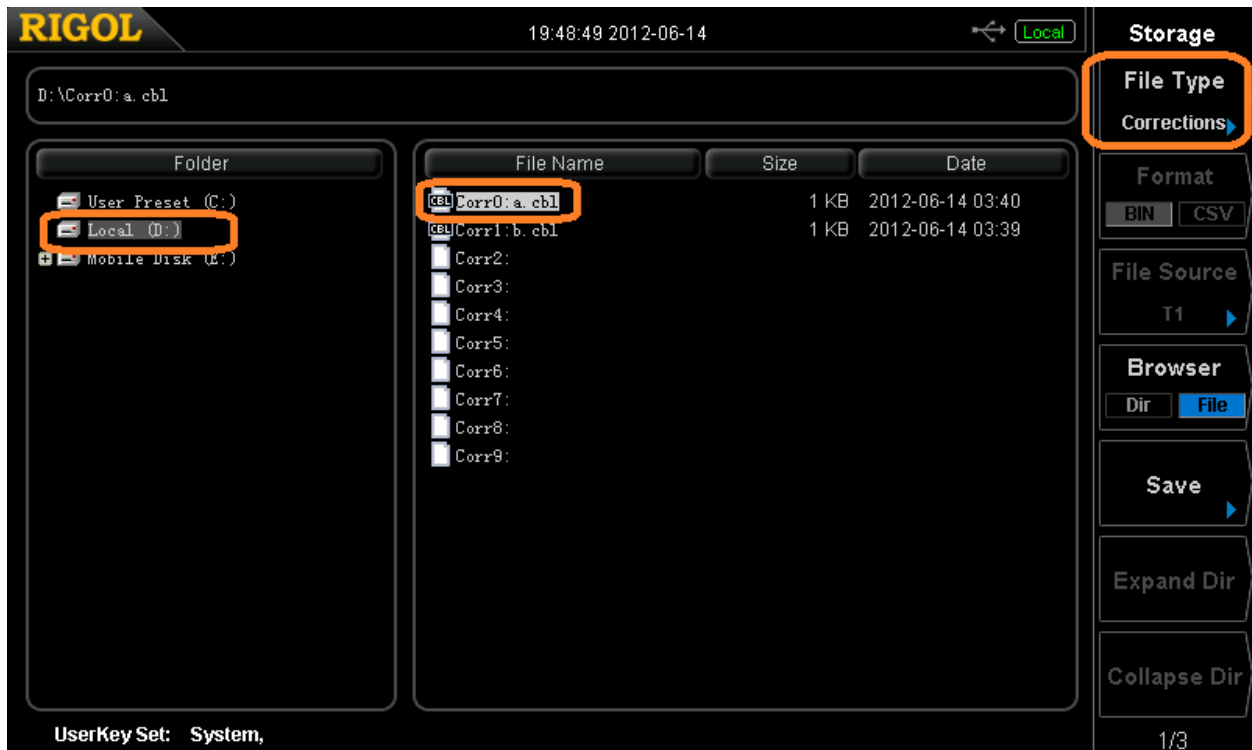 RIGOL
19:48:49 2012-06-14
Local
Storage
D:\Corr0:a.cbl
Folder
User Preset (C:)
Local (D:)
Mobile Disk (E:)
File Name Size Date
CBL Corr0:a.cbl 1 KB 2012-06-14 03:40
CBL Corr1:b.cbl 1 KB 2012-06-14 03:39
Corr2:
Corr3:
Corr4:
Corr5:
Corr6:
Corr7:
Corr8:
Corr9:
File Type
Corrections
Format
BIN CSV
File Source
T1
Browser
Dir File
Save
Expand Dir
Collapse Dir
1/3
UserKey Set: System,